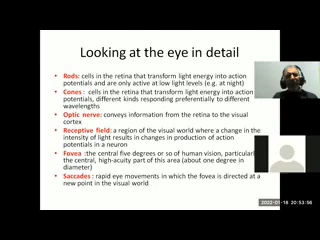 Looking at the eye in detail
• Rods: cells in the retina that transform light energy into action
potentials and are only active at low light levels (e.g. at night)
• Cones : cells in the retina that transform light energy into action
potentials, different kinds responding preferentially to different
wavelengths
• Optic nerve: conveys information from the retina to the visual
cortex
• Receptive field: a region of the visual world where a change in the
intensity of light results in changes in production of action
potentials in a neuron
• Fovea :the central five degrees or so of human vision, particularl
the central, high-acuity part of this area (about one degree in
diameter)
• Saccades : rapid eye movements in which the fovea is directed at a
new point in the visual world
2022-01-18 20:53:56